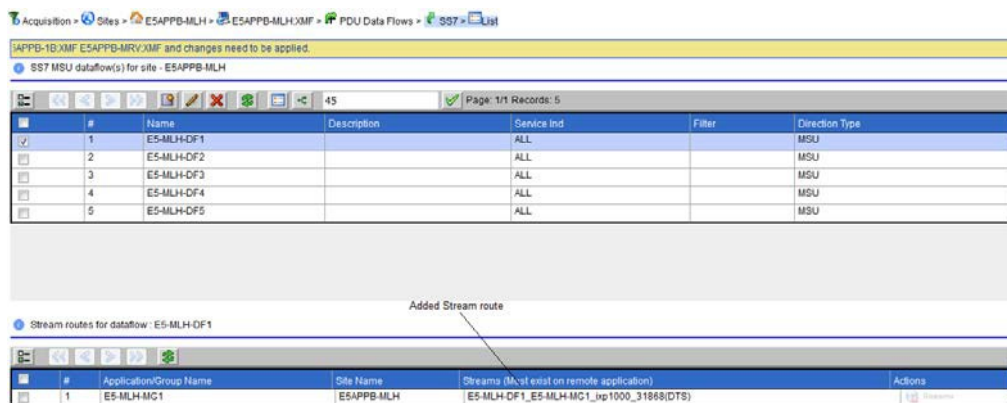 Acquisition » Sites » E5APPB-MLH » E5APPB-MLH:XMF » PDU Data Flows » SS7 » List
APPB-1B:XMF E5APPB-MRV:XMF and changes need to be applied.
SS7 MSU dataflow(s) for site - E5APPB-MLH
45 Page: 1/1 Records: 5
# Name Description Service Ind Filter Direction Type
1 E5-MLH-DF1 ALL MSU
2 E5-MLH-DF2 ALL MSU
3 E5-MLH-DF3 ALL MSU
4 E5-MLH-DF4 ALL MSU
5 E5-MLH-DF5 ALL MSU
Added Stream route
Stream routes for dataflow : E5-MLH-DF1
# Application/Group Name Site Name Streams (Must exist on remote application) Actions
1 E5-MLH-MG1 E5APPB-MLH E5-MLH-DF1_E5-MLH-MG1_ixp1000_31868(DTS) Streams